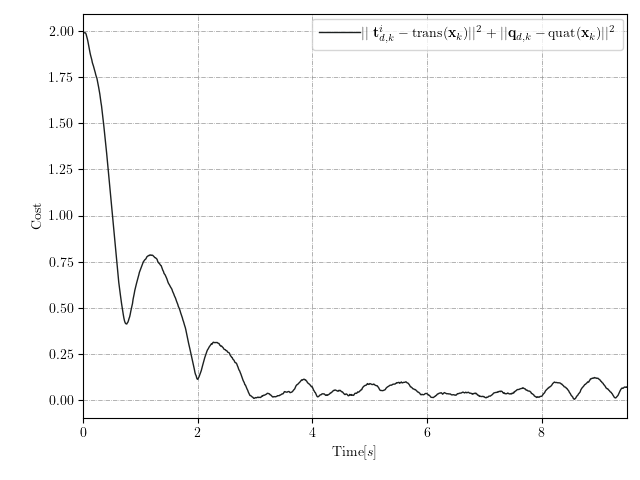 || t^i_{d,k} − trans(x_k)||² + ||q_{d,k} − quat(x_k)||²
2.00
1.75
1.50
1.25
1.00
0.75
0.50
0.25
0.00
Cost
0 2 4 6 8
Time[s]